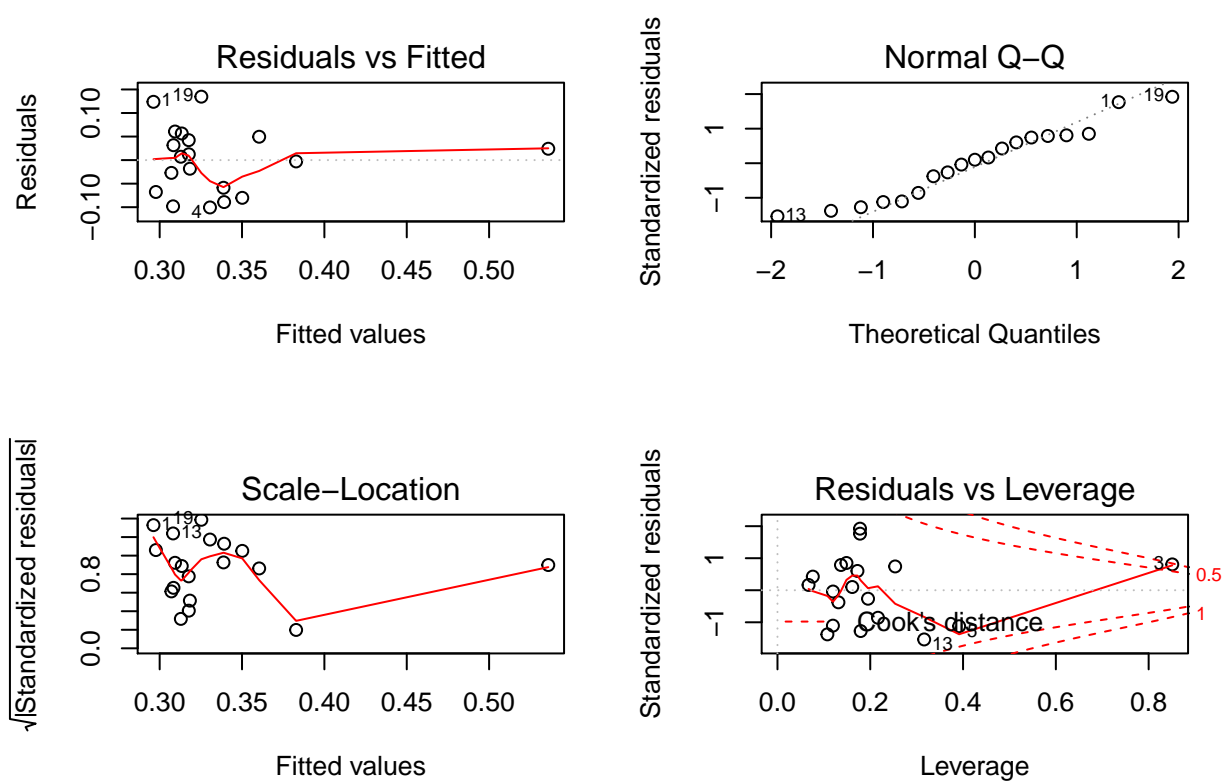 Residuals vs Fitted
Residuals
−0.10
0.10
1
19
4
0.30 0.35 0.40 0.45 0.50
Fitted values
Normal Q−Q
Standardized residuals
−1
1
13
1
19
−2 −1 0 1 2
Theoretical Quantiles
Scale−Location
√|Standardized residuals|
0.0
0.8
1
19
13
0.30 0.35 0.40 0.45 0.50
Fitted values
Residuals vs Leverage
Standardized residuals
−1
1
3
0.5
1
Cook's distance
13
0.0 0.2 0.4 0.6 0.8
Leverage